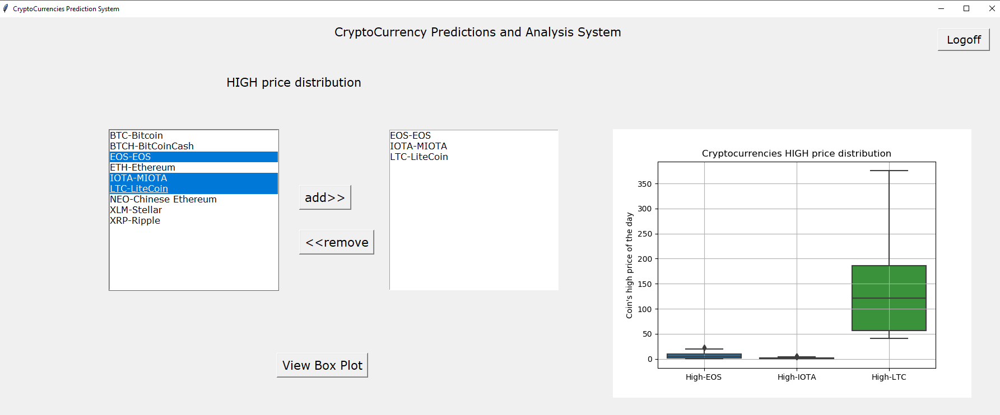 CryptoCurrencies Prediction System
CryptoCurrency Predictions and Analysis System
Logoff
HIGH price distribution
BTC-Bitcoin
BTCH-BitCoinCash
EOS-EOS
ETH-Ethereum
IOTA-MIOTA
LTC-LiteCoin
NEO-Chinese Ethereum
XLM-Stellar
XRP-Ripple
add>>
<<remove
EOS-EOS
IOTA-MIOTA
LTC-LiteCoin
View Box Plot
Cryptocurrencies HIGH price distribution
Coin's high price of the day
350
300
250
200
150
100
50
0
High-EOS
High-IOTA
High-LTC